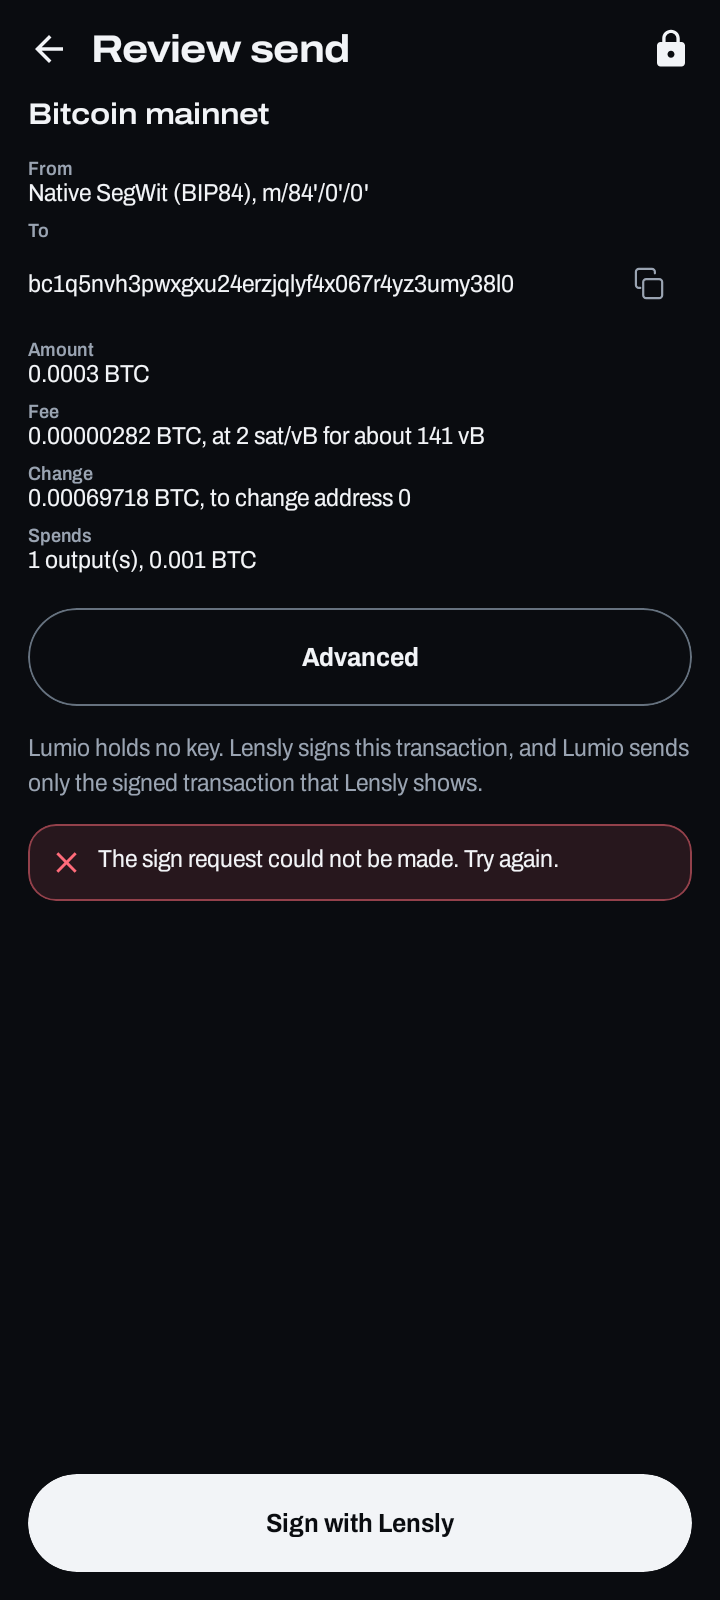 Review send
Bitcoin mainnet
From
Native SegWit (BIP84), m/84'/0'/0'
To
bc1q5nvh3pwxgxu24erzjqlyf4x067r4yz3umy38l0
Amount
0.0003 BTC
Fee
0.00000282 BTC, at 2 sat/vB for about 141 vB
Change
0.00069718 BTC, to change address 0
Spends
1 output(s), 0.001 BTC
Advanced
Lumio holds no key. Lensly signs this transaction, and Lumio sends
only the signed transaction that Lensly shows.
The sign request could not be made. Try again.
Sign with Lensly